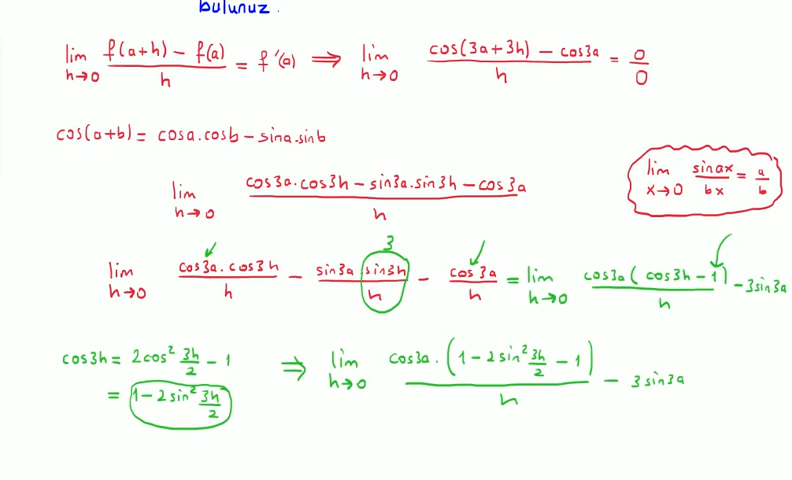 bulunuz.
lim h→0 f(a+h) − f(a) / h = f'(a) ⇒ lim h→0 cos(3a+3h) − cos3a / h = 0/0
cos(a+b) = cosa.cosb − sina.sinb
lim x→0 sinax / bx = a/b
lim h→0 cos3a.cos3h − sin3a.sin3h − cos3a / h
3
lim h→0 cos3a.cos3h / h − sin3a sin3h / h − cos3a / h = lim h→0 cos3a(cos3h − 1) / h − 3sin3a
cos3h = 2cos² 3h/2 − 1 ⇒ lim h→0 cos3a.(1 − 2sin² 3h/2 − 1) / h − 3sin3a
= 1 − 2sin² 3h/2